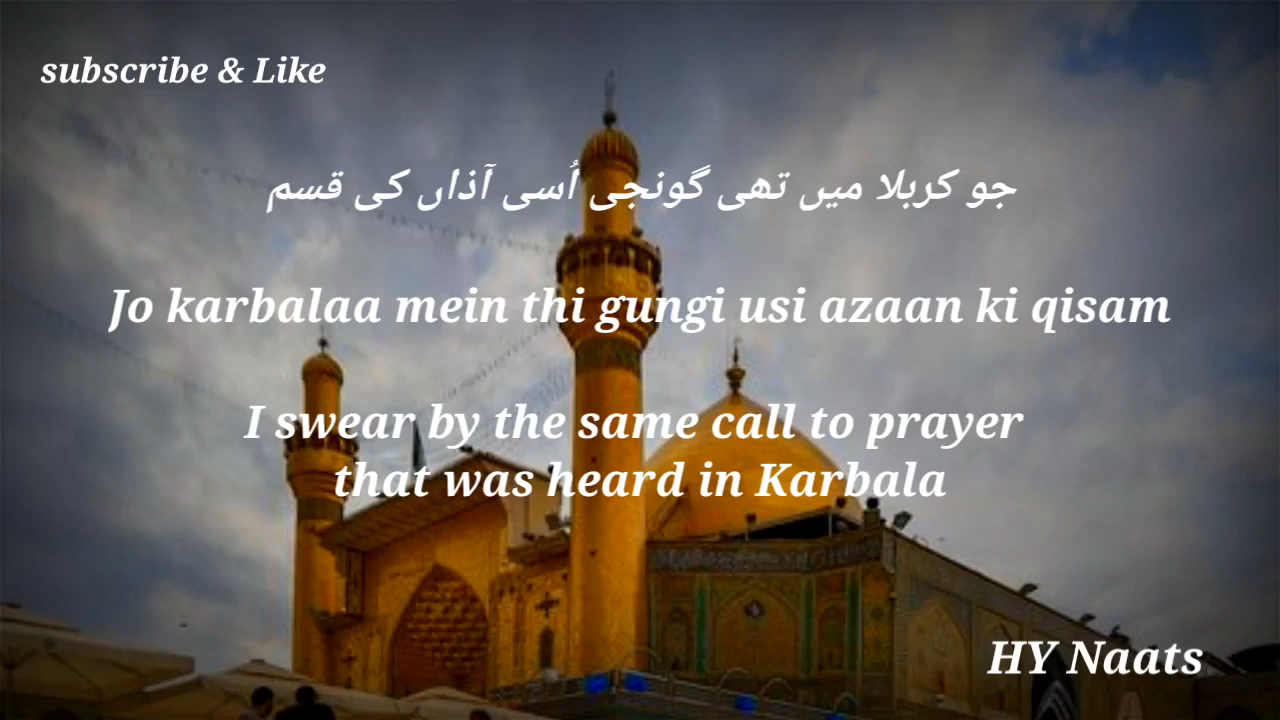 subscribe & Like
جو کربلا میں تھی گونجی اُسی آذاں کی قسم
Jo karbalaa mein thi gungi usi azaan ki qisam
I swear by the same call to prayer
that was heard in Karbala
HY Naats